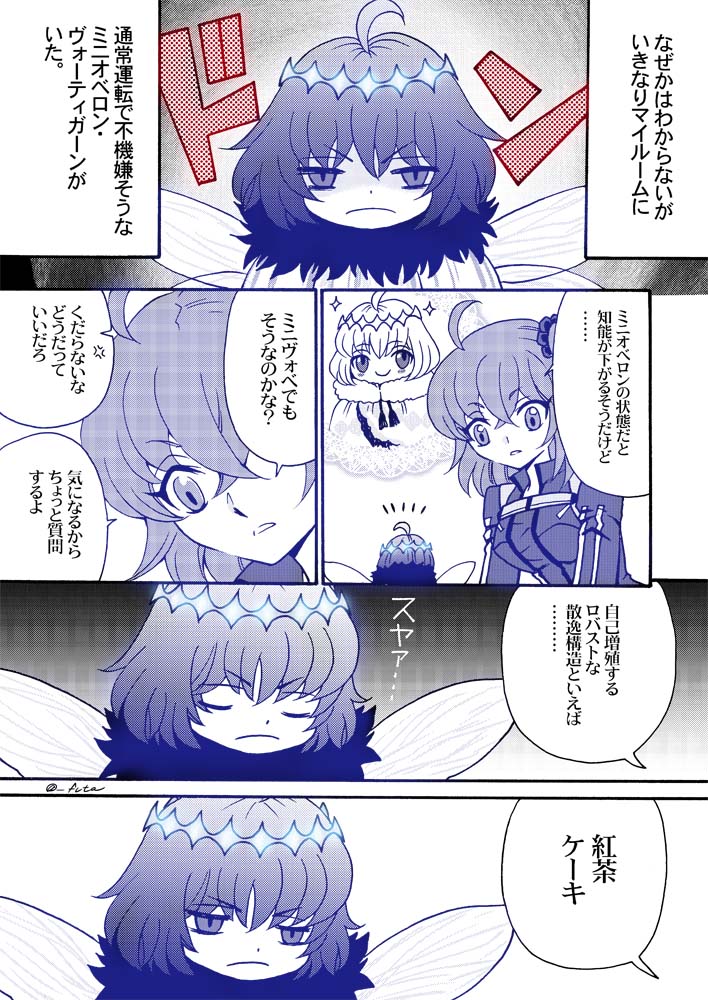 なぜかはわからないが
いきなりマイルームに
ドン
通常運転で不機嫌そうな
ミニオベロン・
ヴォーティガーンが
いた。
ミニオベロンの状態だと
知能が下がるそうだけど
……
ミニヴォベでも
そうなのかな？
くだらないな
どうだって
いいだろ
気になるから
ちょっと質問
するよ
自己増殖する
ロバストな
散逸構造といえば
………
スヤァ…
@_futa
紅茶
ケーキ